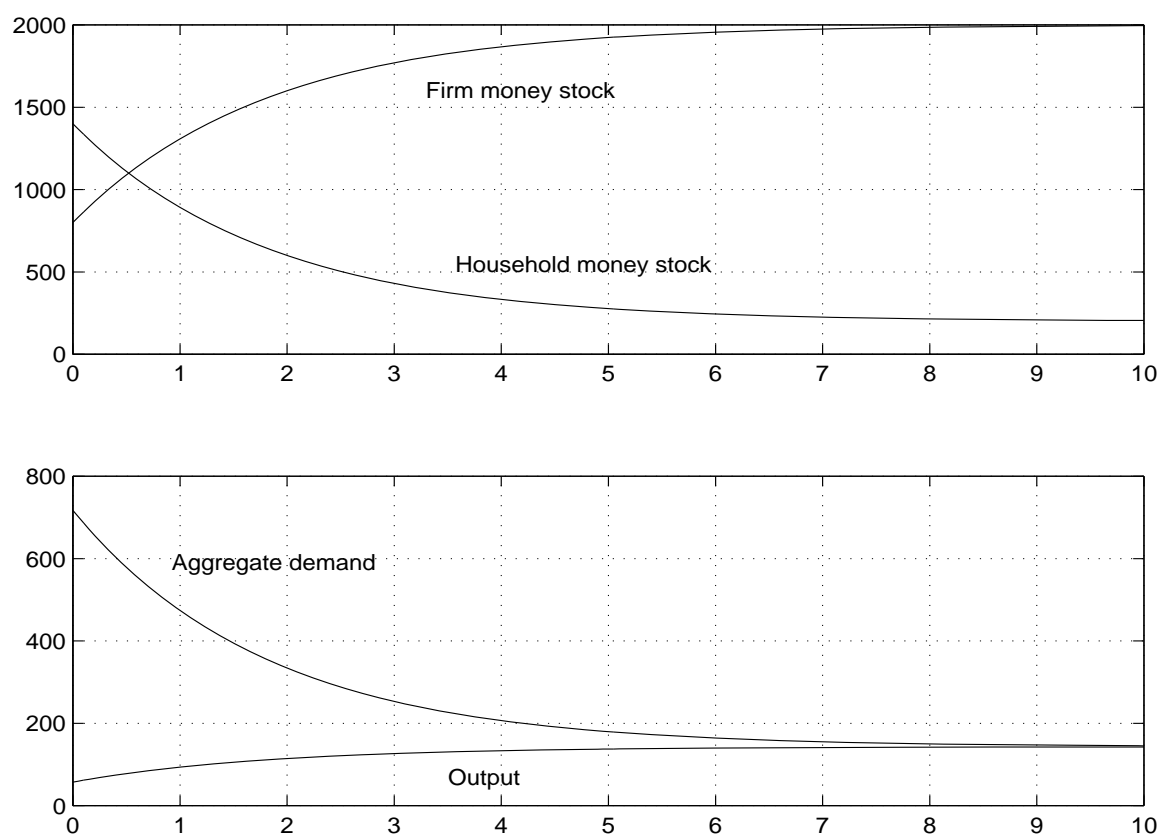 2000
Firm money stock
1500
1000
Household money stock
500
0
0 1 2 3 4 5 6 7 8 9 10
800
Aggregate demand
600
400
200
Output
0
0 1 2 3 4 5 6 7 8 9 10